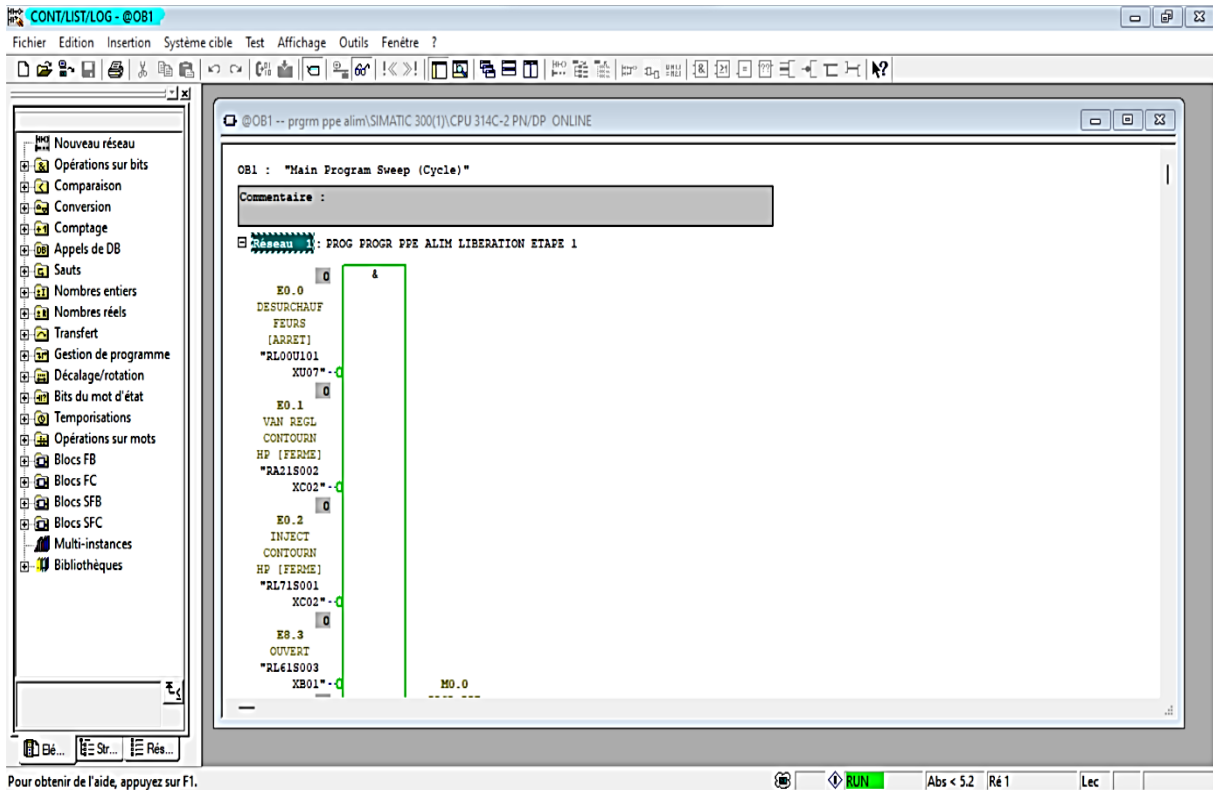 CONT/LIST/LOG - @OB1
Fichier Edition Insertion Système cible Test Affichage Outils Fenêtre ?
Nouveau réseau
Opérations sur bits
Comparaison
Conversion
Comptage
Appels de DB
Sauts
Nombres entiers
Nombres réels
Transfert
Gestion de programme
Décalage/rotation
Bits du mot d'état
Temporisations
Opérations sur mots
Blocs FB
Blocs FC
Blocs SFB
Blocs SFC
Multi-instances
Bibliothèques
Elé... Str... Rés...
@OB1 -- prgrm ppe alim\SIMATIC 300(1)\CPU 314C-2 PN/DP ONLINE
OB1 : "Main Program Sweep (Cycle)"
Commentaire :
Réseau 1 : PROG PROGR PPE ALIM LIBERATION ETAPE 1
0
&
E0.0
DESURCHAUF
FEURS
[ARRET]
"RL00U101
XU07"
0
E0.1
VAN REGL
CONTOURN
HP [FERME]
"RA21S002
XC02"
0
E0.2
INJECT
CONTOURN
HP [FERME]
"RL71S001
XC02"
0
E8.3
OUVERT
"RL61S003
XB01"
M0.0
Pour obtenir de l'aide, appuyez sur F1.
RUN
Abs < 5.2 Ré 1 Lec